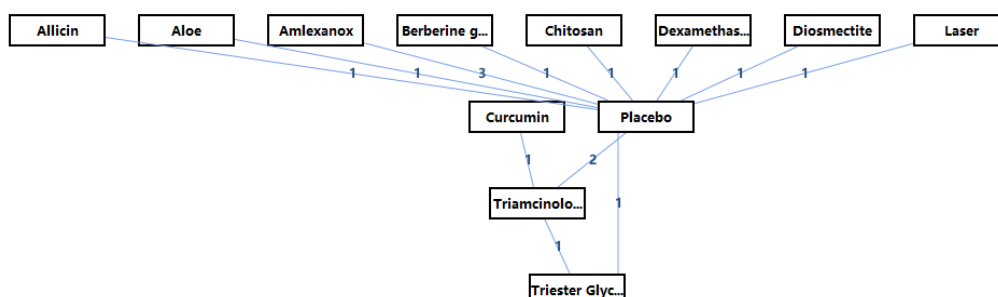 Allicin
Aloe
Amlexanox
Berberine g...
Chitosan
Dexamethas...
Diosmectite
Laser
1
1
3
1
1
1
1
1
Curcumin
Placebo
1
2
Triamcinolo...
1
1
Triester Glyc...